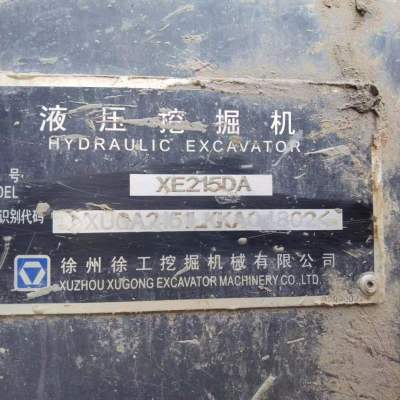 液压挖掘机
HYDRAULIC EXCAVATOR
号 XE215DA
识别代码
徐州徐工挖掘机械有限公司
XUZHOU XUGONG EXCAVATOR MACHINERY CO.,LTD